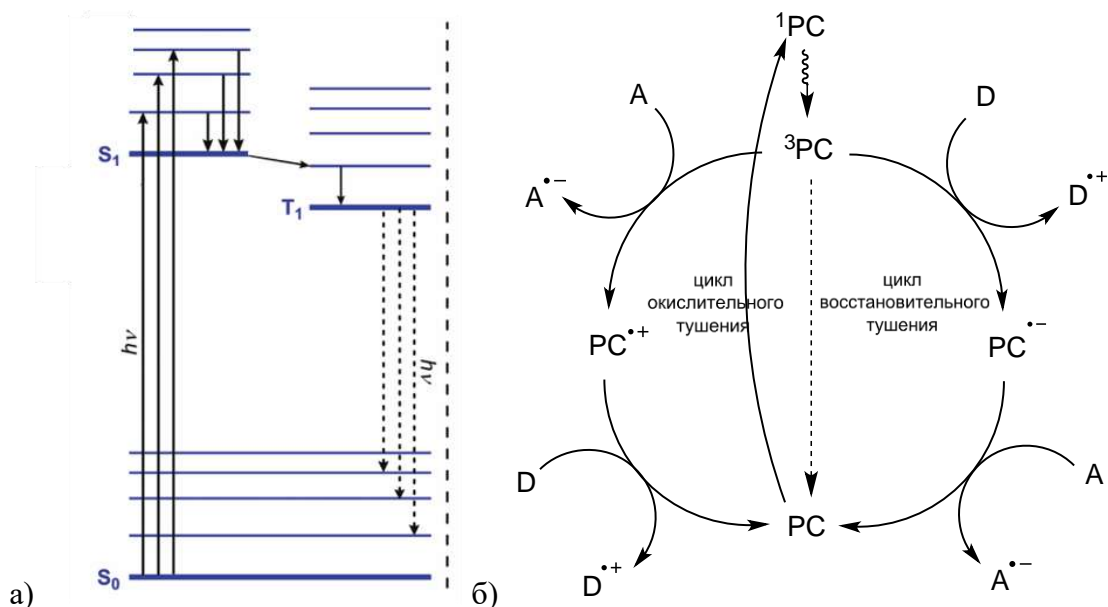 ¹PC
A
D
³PC
S₁
A•−
D•+
T₁
цикл
окислительного
тушения
цикл
восстановительного
тушения
hν
hν
PC•+
PC•−
D
A
PC
S₀
D•+
A•−
а)
б)